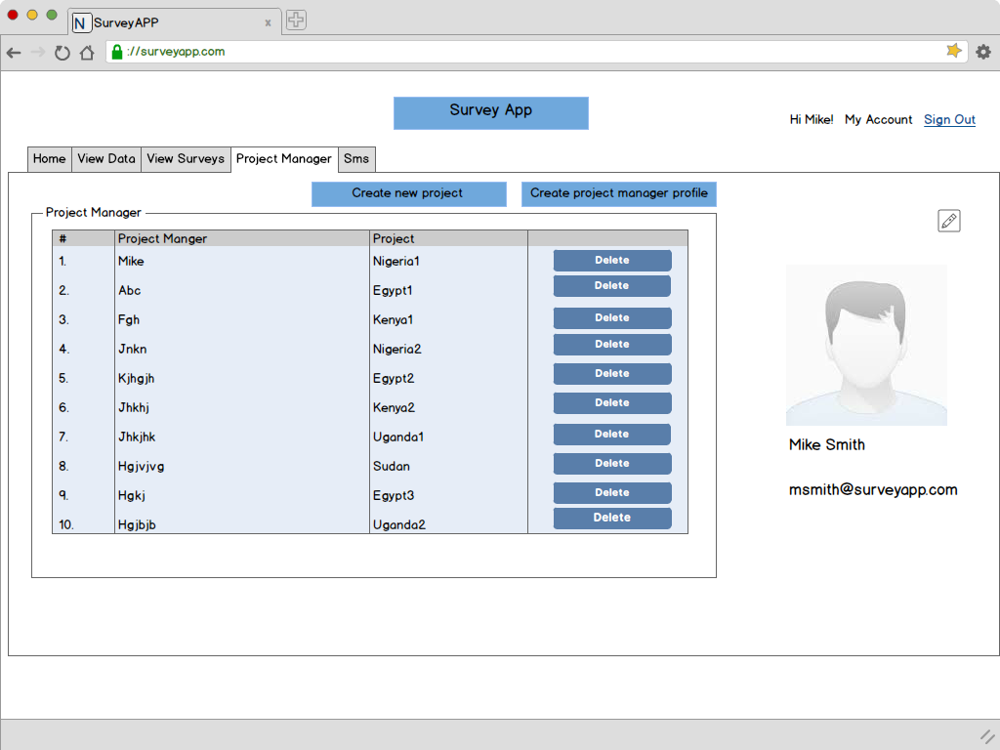 N SurveyAPP x
://surveyapp.com
Survey App
Hi Mike! My Account Sign Out
Home View Data View Surveys Project Manager Sms
Create new project Create project manager profile
Project Manager
# Project Manger Project
1. Mike Nigeria1 Delete
2. Abc Egypt1 Delete
3. Fgh Kenya1 Delete
4. Jnkn Nigeria2 Delete
5. Kjhgjh Egypt2 Delete
6. Jhkhj Kenya2 Delete
7. Jhkjhk Uganda1 Delete
8. Hgjvjvg Sudan Delete
9. Hgkj Egypt3 Delete
10. Hgjbjb Uganda2 Delete
Mike Smith
msmith@surveyapp.com